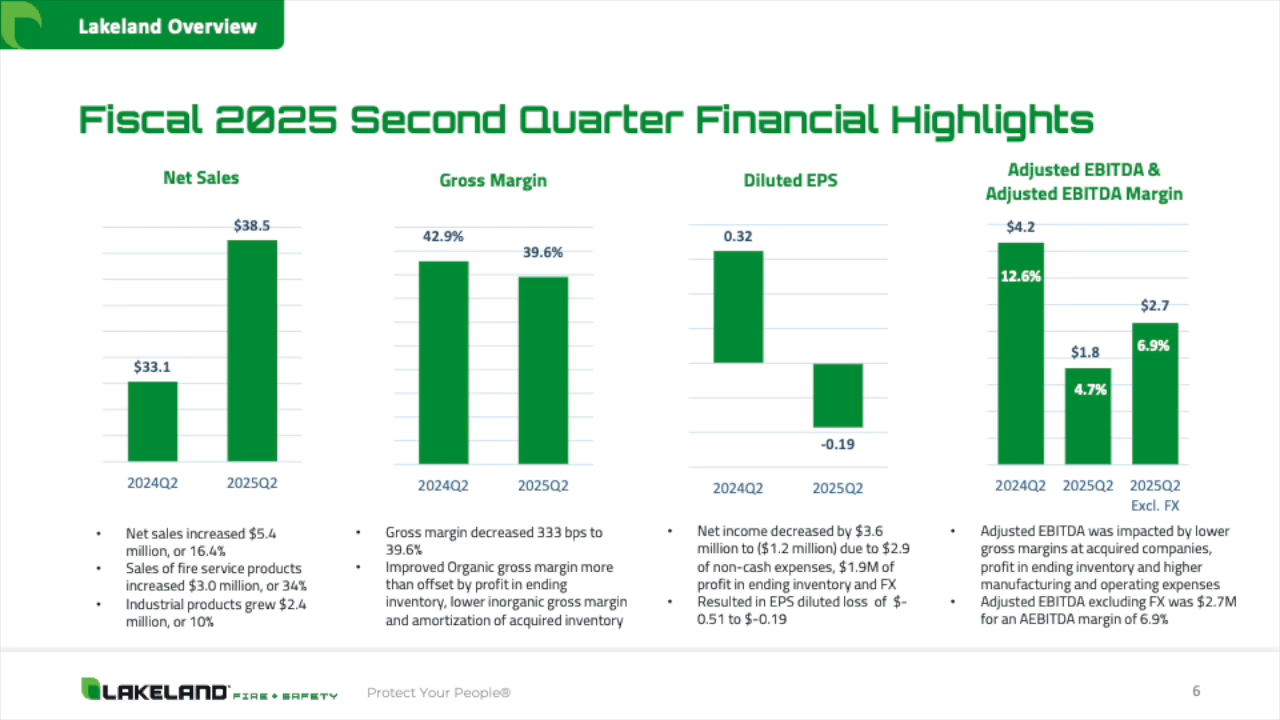 Lakeland Overview
Fiscal 2025 Second Quarter Financial Highlights
Net Sales
$38.5
$33.1
2024Q2 2025Q2
• Net sales increased $5.4
million, or 16.4%
• Sales of fire service products
increased $3.0 million, or 34%
• Industrial products grew $2.4
million, or 10%
Gross Margin
42.9%
39.6%
2024Q2 2025Q2
• Gross margin decreased 333 bps to
39.6%
• Improved Organic gross margin more
than offset by profit in ending
inventory, lower inorganic gross margin
and amortization of acquired inventory
Diluted EPS
0.32
-0.19
2024Q2 2025Q2
• Net income decreased by $3.6
million to ($1.2 million) due to $2.9
of non-cash expenses, $1.9M of
profit in ending inventory and FX
• Resulted in EPS diluted loss of $-
0.51 to $-0.19
Adjusted EBITDA &
Adjusted EBITDA Margin
$4.2
12.6%
$1.8
4.7%
$2.7
6.9%
2024Q2 2025Q2 2025Q2
Excl. FX
• Adjusted EBITDA was impacted by lower
gross margins at acquired companies,
profit in ending inventory and higher
manufacturing and operating expenses
• Adjusted EBITDA excluding FX was $2.7M
for an AEBITDA margin of 6.9%
LAKELAND FIRE + SAFETY
Protect Your People®
6